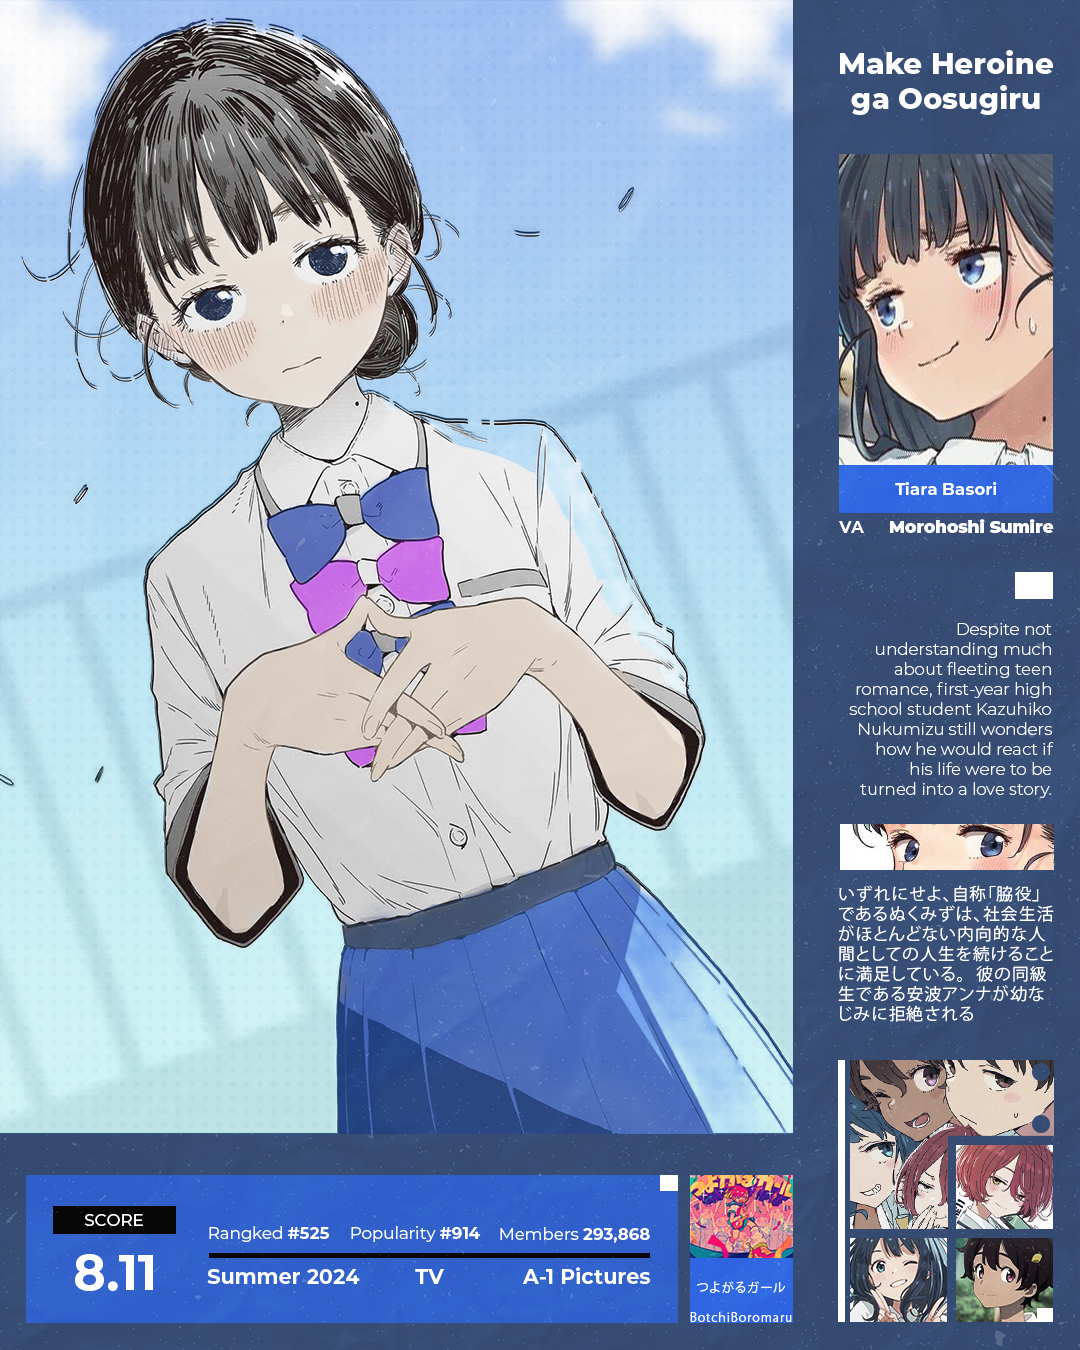 Make Heroine
ga Oosugiru
Tiara Basori
VA Morohoshi Sumire
Despite not
understanding much
about fleeting teen
romance, first-year high
school student Kazuhiko
Nukumizu still wonders
how he would react if
his life were to be
turned into a love story.
いずれにせよ、自称「脇役」
であるぬくみずは、社会生活
がほとんどない内向的な人
間としての人生を続けること
に満足している。 彼の同級
生である安波アンナが幼な
じみに拒絶される
SCORE
8.11
Rangked #525 Popularity #914 Members 293,868
Summer 2024 TV A-1 Pictures
つよがるガール
BotchiBoromaru